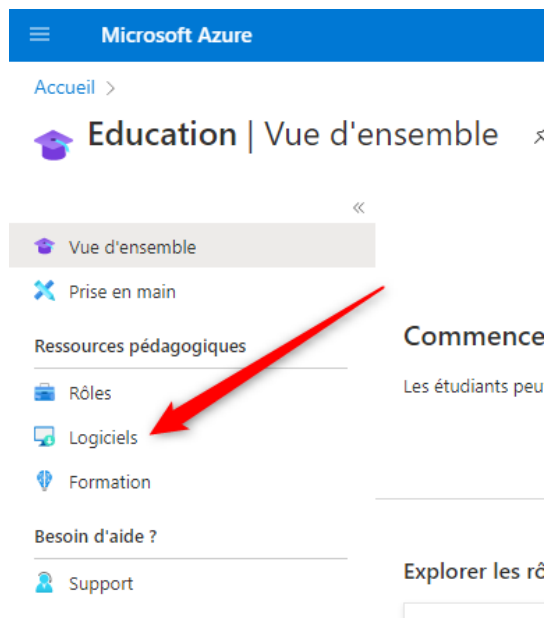 Microsoft Azure
Accueil >
Education | Vue d'ensemble
«
Vue d'ensemble
Prise en main
Ressources pédagogiques
Commence
Rôles
Les étudiants peu
Logiciels
Formation
Besoin d'aide ?
Explorer les rô
Support